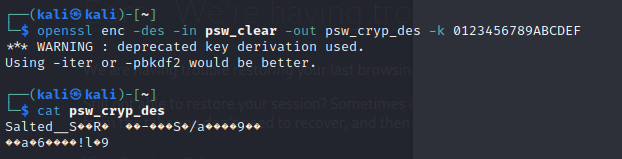 ┌──(kali㉿kali)-[~]
└─$ openssl enc -des -in psw_clear -out psw_cryp_des -k 0123456789ABCDEF
*** WARNING : deprecated key derivation used.
Using -iter or -pbkdf2 would be better.
┌──(kali㉿kali)-[~]
└─$ cat psw_cryp_des
Salted__S��R� ��-���S�/a����9��
��a�6����!l�9